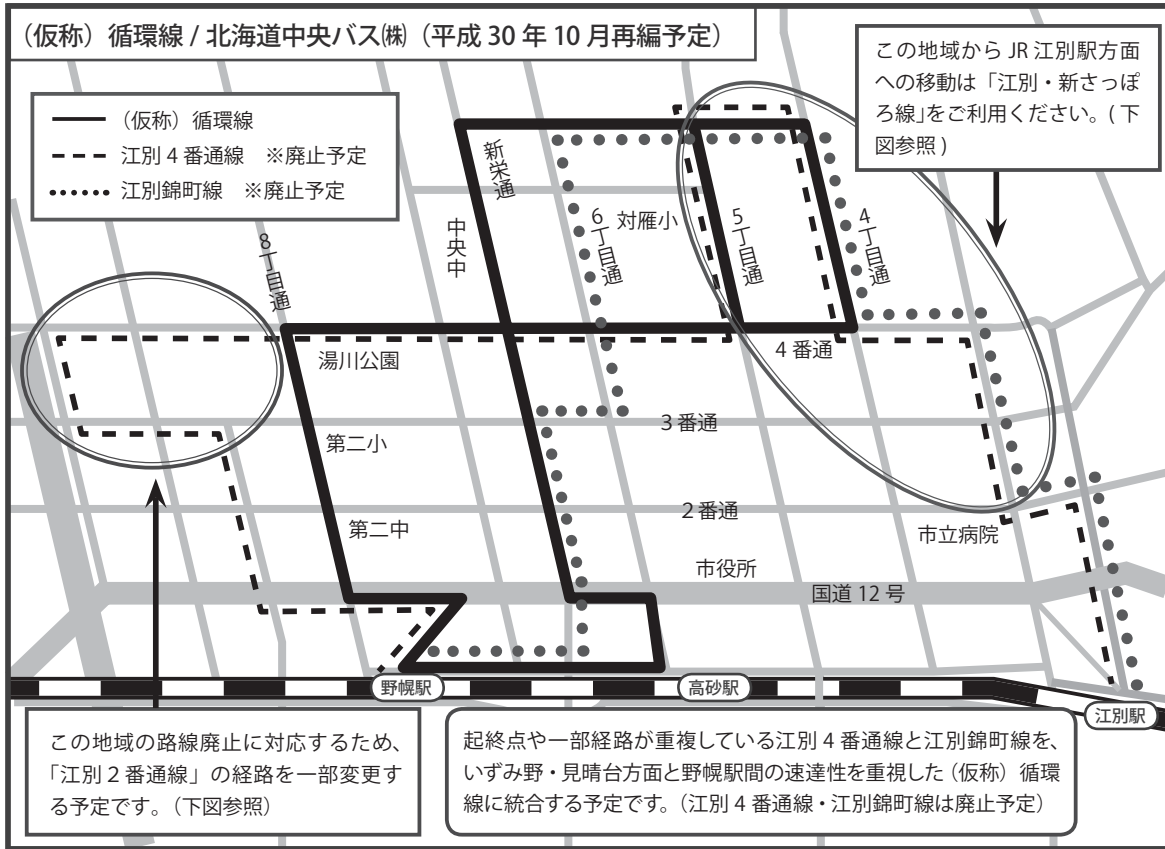 （仮称）循環線 / 北海道中央バス㈱（平成 30 年 10 月再編予定）
この地域から JR 江別駅方面
への移動は「江別・新さっぽ
ろ線」をご利用ください。( 下
図参照 )
（仮称）循環線
江別 4 番通線　※廃止予定
江別錦町線　※廃止予定
新栄通
中央中
8丁目通
6丁目通
対雁小
5丁目通
4丁目通
湯川公園
4 番通
第二小
3 番通
第二中
2 番通
市立病院
市役所
国道 12 号
野幌駅
高砂駅
江別駅
この地域の路線廃止に対応するため、
「江別２番通線」の経路を一部変更す
る予定です。（下図参照）
起終点や一部経路が重複している江別 4 番通線と江別錦町線を、
いずみ野・見晴台方面と野幌駅間の速達性を重視した（仮称）循環
線に統合する予定です。（江別 4 番通線・江別錦町線は廃止予定）